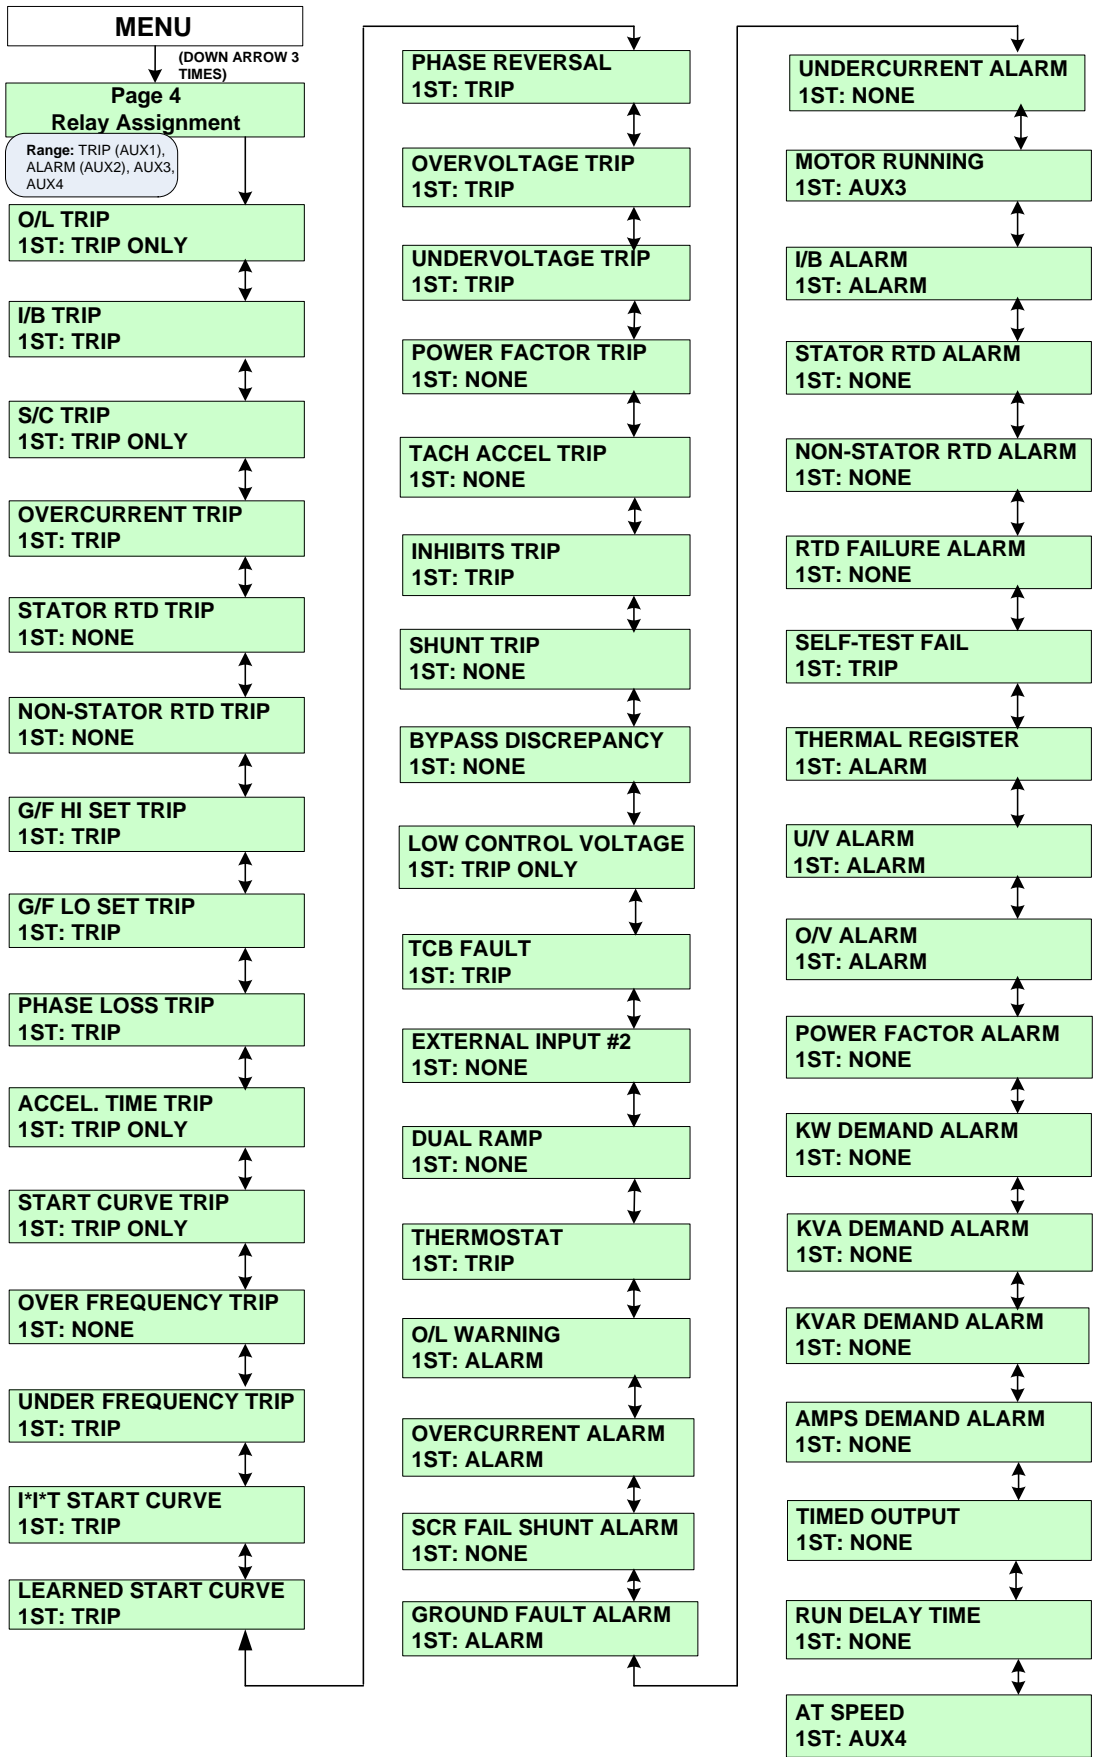 MENU
(DOWN ARROW 3
TIMES)
Page 4
Relay Assignment
Range: TRIP (AUX1),
ALARM (AUX2), AUX3,
AUX4
O/L TRIP
1ST: TRIP ONLY
I/B TRIP
1ST: TRIP
S/C TRIP
1ST: TRIP ONLY
OVERCURRENT TRIP
1ST: TRIP
STATOR RTD TRIP
1ST: NONE
NON-STATOR RTD TRIP
1ST: NONE
G/F HI SET TRIP
1ST: TRIP
G/F LO SET TRIP
1ST: TRIP
PHASE LOSS TRIP
1ST: TRIP
ACCEL. TIME TRIP
1ST: TRIP ONLY
START CURVE TRIP
1ST: TRIP ONLY
OVER FREQUENCY TRIP
1ST: NONE
UNDER FREQUENCY TRIP
1ST: TRIP
I*I*T START CURVE
1ST: TRIP
LEARNED START CURVE
1ST: TRIP
PHASE REVERSAL
1ST: TRIP
OVERVOLTAGE TRIP
1ST: TRIP
UNDERVOLTAGE TRIP
1ST: TRIP
POWER FACTOR TRIP
1ST: NONE
TACH ACCEL TRIP
1ST: NONE
INHIBITS TRIP
1ST: TRIP
SHUNT TRIP
1ST: NONE
BYPASS DISCREPANCY
1ST: NONE
LOW CONTROL VOLTAGE
1ST: TRIP ONLY
TCB FAULT
1ST: TRIP
EXTERNAL INPUT #2
1ST: NONE
DUAL RAMP
1ST: NONE
THERMOSTAT
1ST: TRIP
O/L WARNING
1ST: ALARM
OVERCURRENT ALARM
1ST: ALARM
SCR FAIL SHUNT ALARM
1ST: NONE
GROUND FAULT ALARM
1ST: ALARM
UNDERCURRENT ALARM
1ST: NONE
MOTOR RUNNING
1ST: AUX3
I/B ALARM
1ST: ALARM
STATOR RTD ALARM
1ST: NONE
NON-STATOR RTD ALARM
1ST: NONE
RTD FAILURE ALARM
1ST: NONE
SELF-TEST FAIL
1ST: TRIP
THERMAL REGISTER
1ST: ALARM
U/V ALARM
1ST: ALARM
O/V ALARM
1ST: ALARM
POWER FACTOR ALARM
1ST: NONE
KW DEMAND ALARM
1ST: NONE
KVA DEMAND ALARM
1ST: NONE
KVAR DEMAND ALARM
1ST: NONE
AMPS DEMAND ALARM
1ST: NONE
TIMED OUTPUT
1ST: NONE
RUN DELAY TIME
1ST: NONE
AT SPEED
1ST: AUX4